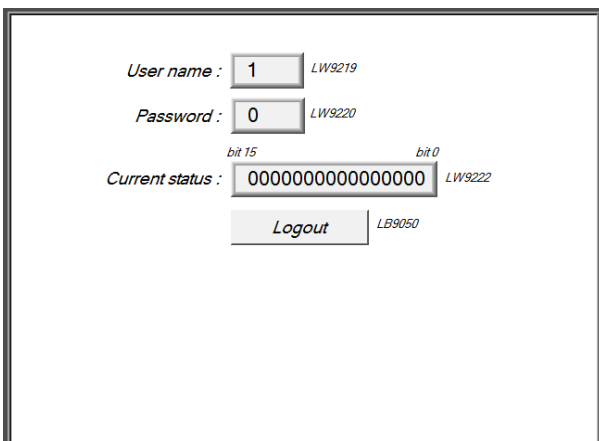 User name : 1 LW9219
Password : 0 LW9220
bit 15 bit 0
Current status : 0000000000000000 LW9222
Logout LB9050